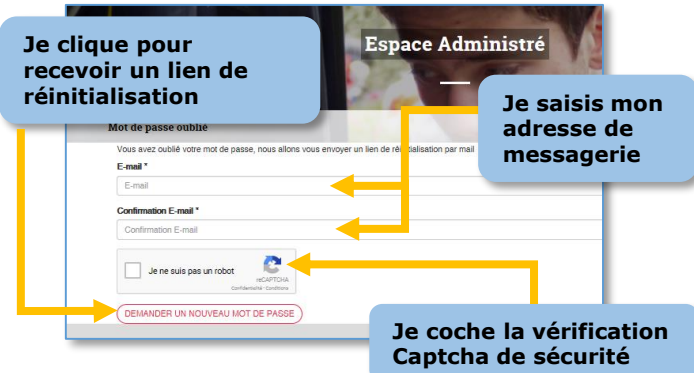 Je clique pour
recevoir un lien de
réinitialisation
Espace Administré
Je saisis mon
adresse de
messagerie
Mot de passe oublié
Vous avez oublié votre mot de passe, nous allons vous envoyer un lien de réinitialisation par mail
E-mail *
E-mail
Confirmation E-mail *
Confirmation E-mail
Je ne suis pas un robot
reCAPTCHA
Confidentialité - Conditions
DEMANDER UN NOUVEAU MOT DE PASSE
Je coche la vérification
Captcha de sécurité